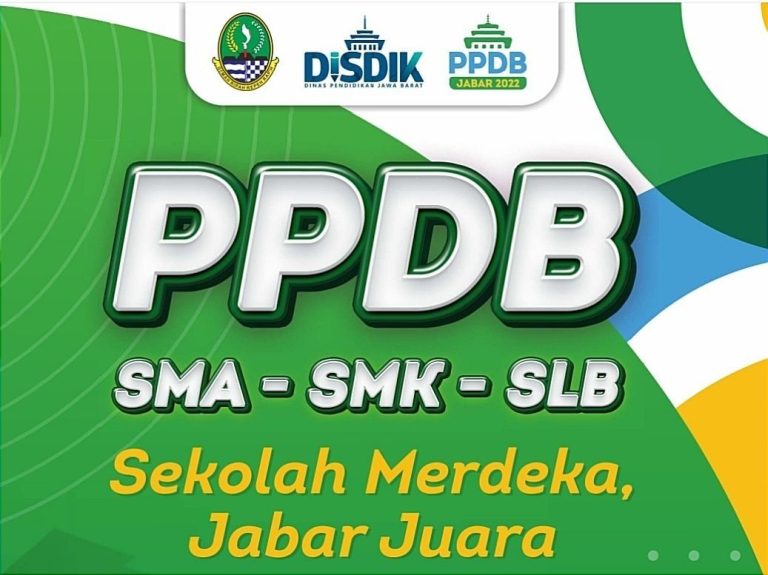 DISDIK
DINAS PENDIDIKAN JAWA BARAT
PPDB
JABAR 2022
PPDB
SMA - SMK - SLB
Sekolah Merdeka,
Jabar Juara